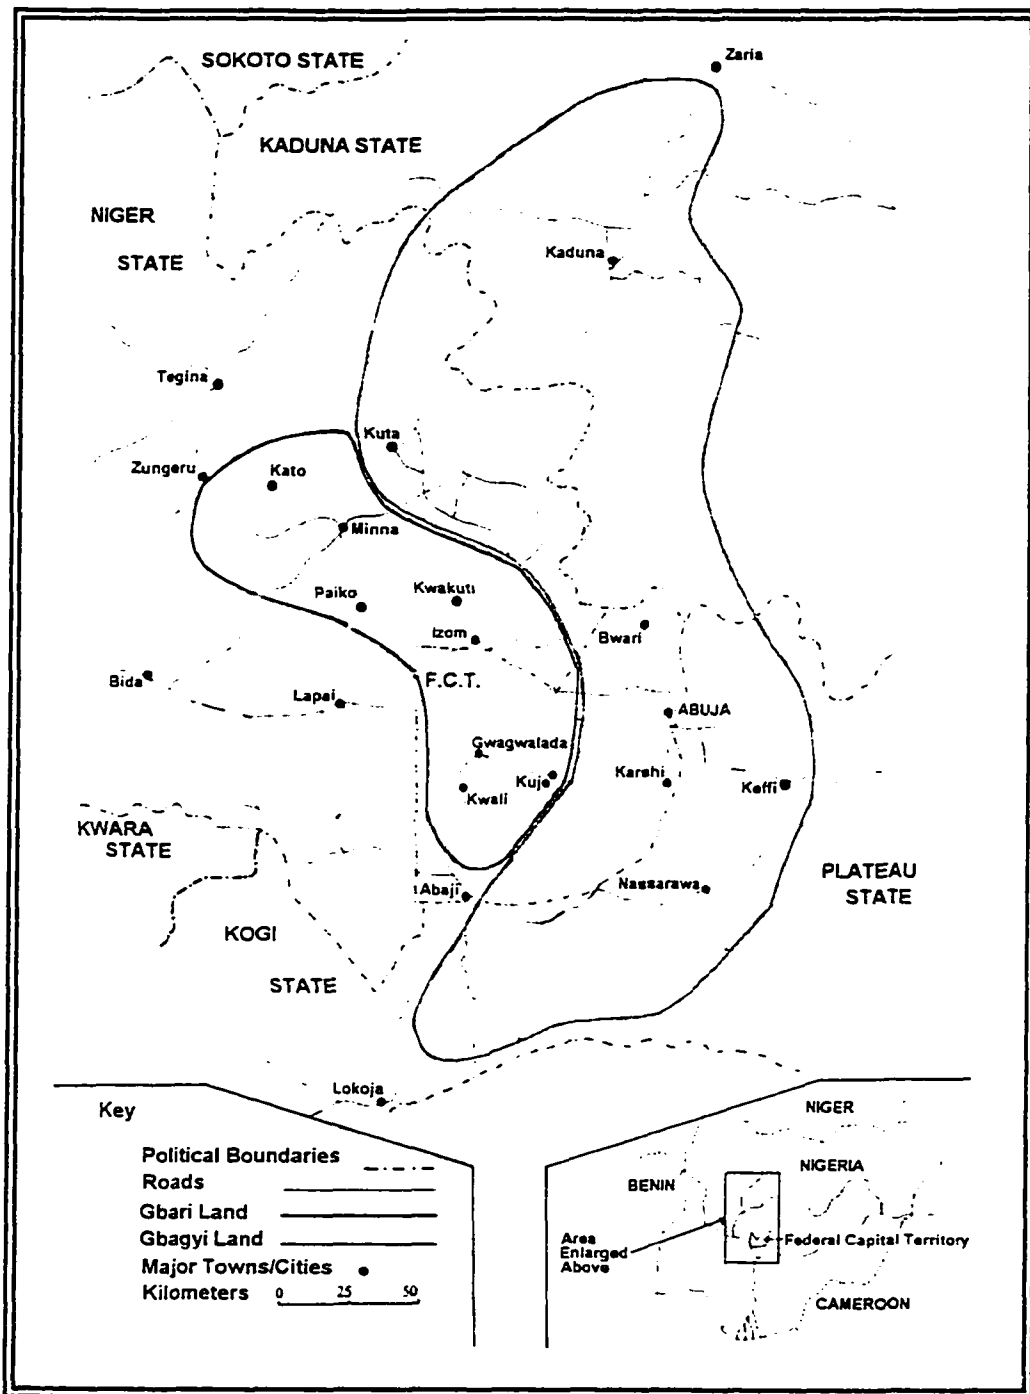 SOKOTO STATE
Zaria
KADUNA STATE
NIGER
STATE
Kaduna
Tegina
Kuta
Zungeru
Kato
Minna
Paiko
Kwakuti
Izom
Bwari
Bida
F.C.T.
Lapai
ABUJA
Gwagwalada
Kuje
Karshi
Keffi
Kwali
KWARA
STATE
PLATEAU
STATE
Abaji
Nassarawa
KOGI
STATE
Lokoja
Key
Political Boundaries
Roads
Gbari Land
Gbagyi Land
Major Towns/Cities
Kilometers 0 25 50
NIGER
NIGERIA
BENIN
Area
Enlarged
Above
Federal Capital Territory
CAMEROON